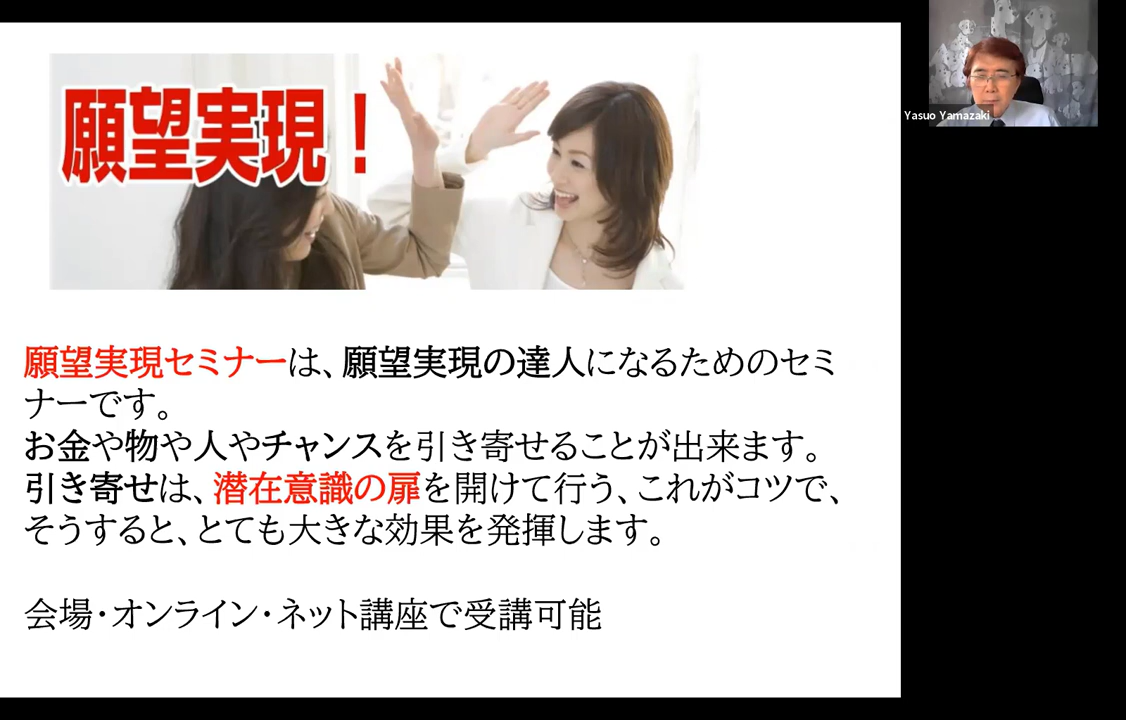 願望実現！
願望実現セミナーは、願望実現の達人になるためのセミ
ナーです。
お金や物や人やチャンスを引き寄せることが出来ます。
引き寄せは、潜在意識の扉を開けて行う、これがコツで、
そうすると、とても大きな効果を発揮します。
会場・オンライン・ネット講座で受講可能
Yasuo Yamazaki